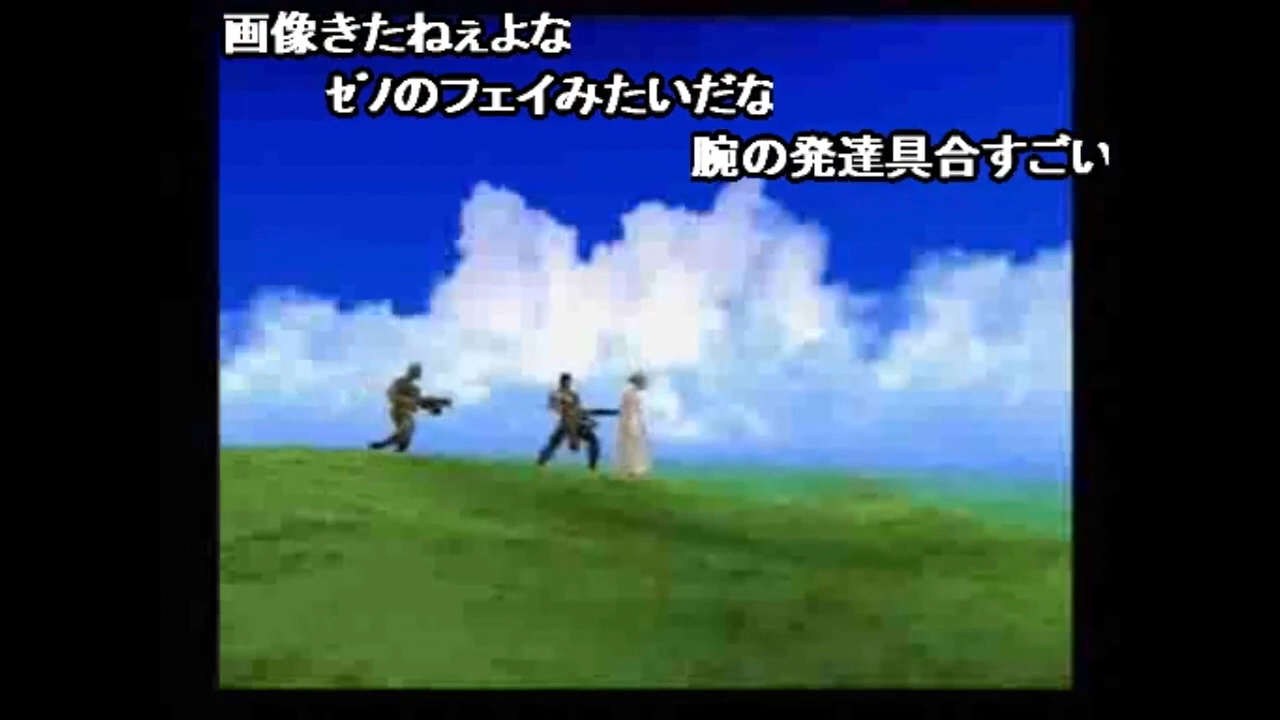 画像きたねぇよな
ｾﾞﾉのフェイみたいだな
腕の発達具合すごい